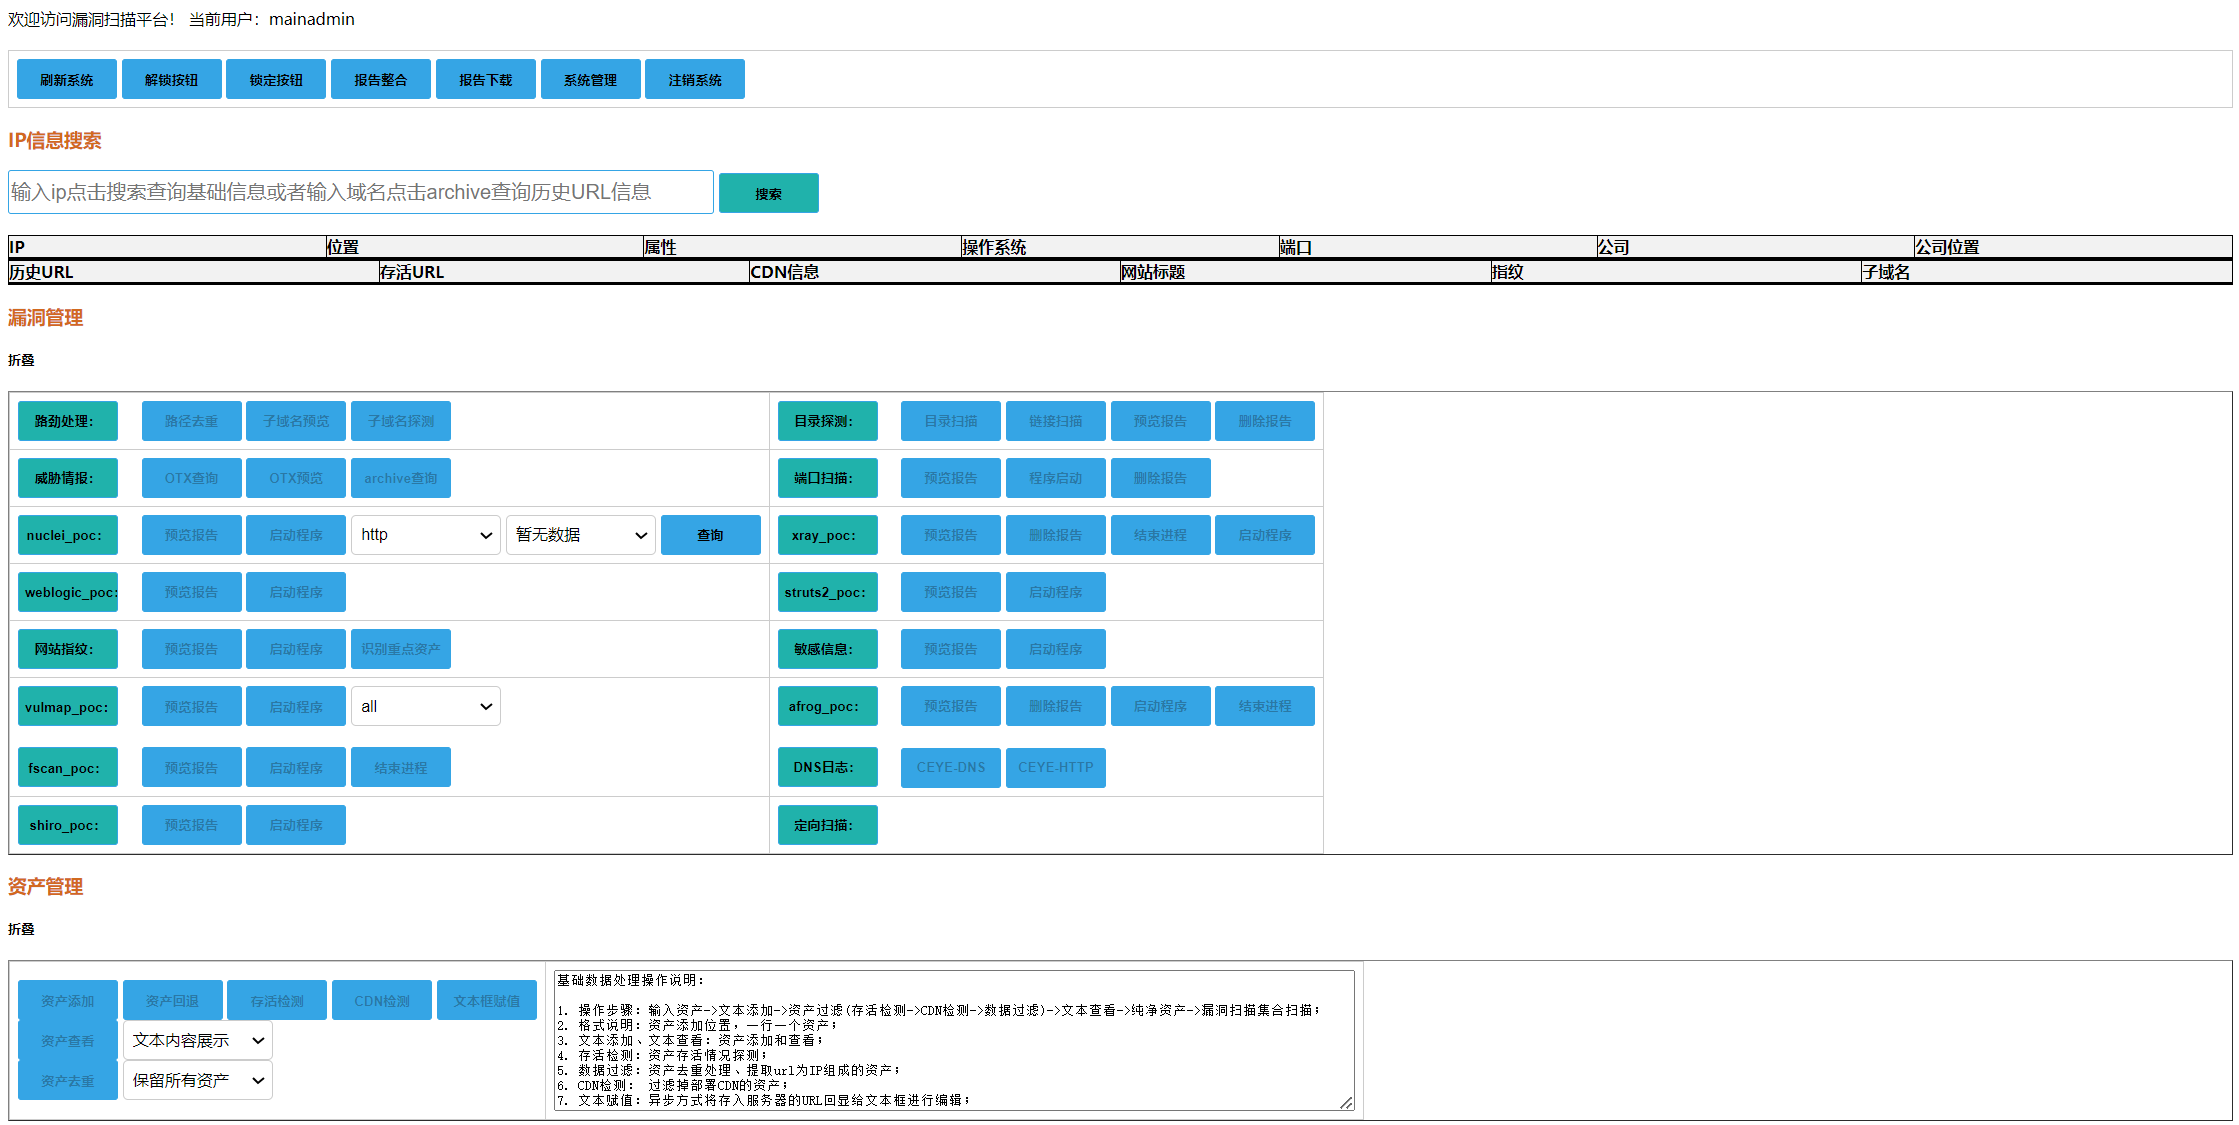 欢迎访问漏洞扫描平台！ 当前用户：mainadmin
刷新系统 解锁按钮 锁定按钮 报告整合 报告下载 系统管理 注销系统
IP信息搜索
输入ip点击搜索查询基础信息或者输入域名点击archive查询历史URL信息 搜索
IP 位置 属性 操作系统 端口 公司 公司位置
历史URL 存活URL CDN信息 网站标题 指纹 子域名
漏洞管理
折叠
路劲处理： 路径去重 子域名预览 子域名探测 目录探测： 目录扫描 链接扫描 预览报告 删除报告
威胁情报： OTX查询 OTX预览 archive查询 端口扫描： 预览报告 程序启动 删除报告
nuclei_poc： 预览报告 启动程序 http 暂无数据 查询 xray_poc： 预览报告 删除报告 结束进程 启动程序
weblogic_poc： 预览报告 启动程序 struts2_poc： 预览报告 启动程序
网站指纹： 预览报告 启动程序 识别重点资产 敏感信息： 预览报告 启动程序
vulmap_poc： 预览报告 启动程序 all afrog_poc： 预览报告 删除报告 启动程序 结束进程
fscan_poc： 预览报告 启动程序 结束进程 DNS日志： CEYE-DNS CEYE-HTTP
shiro_poc： 预览报告 启动程序 定向扫描：
资产管理
折叠
资产添加 资产回退 存活检测 CDN检测 文本框赋值
资产查看 文本内容展示
资产去重 保留所有资产
基础数据处理操作说明：
1. 操作步骤：输入资产->文本添加->资产过滤(存活检测->CDN检测->数据过滤)->文本查看->纯净资产->漏洞扫描集合扫描；
2. 格式说明：资产添加位置，一行一个资产；
3. 文本添加、文本查看：资产添加和查看；
4. 存活检测：资产存活情况探测；
5. 数据过滤：资产去重处理、提取url为IP组成的资产；
6. CDN检测： 过滤掉部署CDN的资产；
7. 文本赋值：异步方式将存入服务器的URL回显给文本框进行编辑；